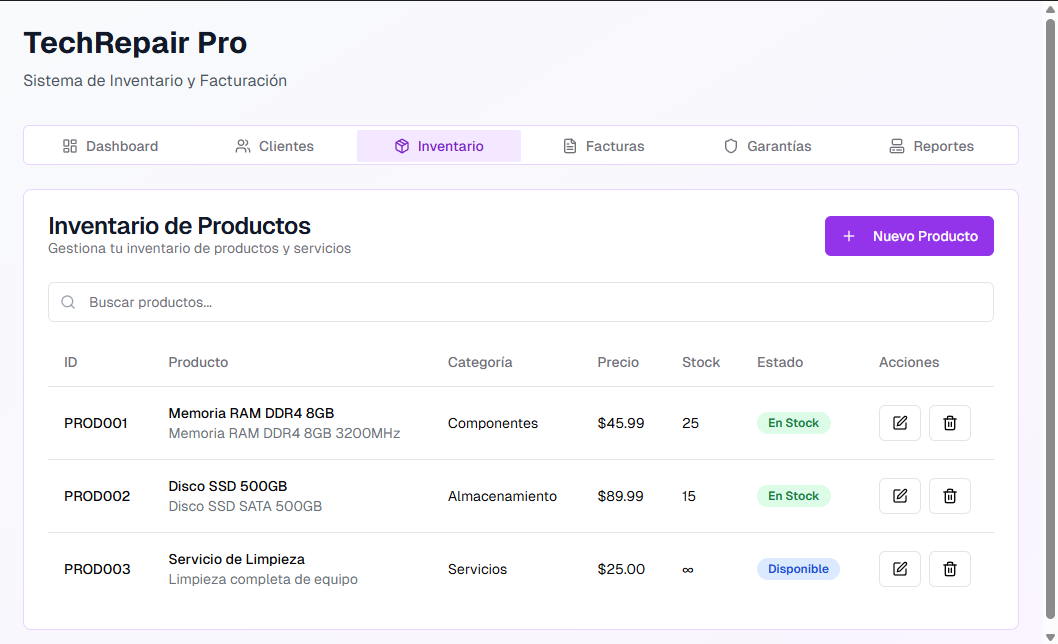 TechRepair Pro
Sistema de Inventario y Facturación
Dashboard Clientes Inventario Facturas Garantías Reportes
Inventario de Productos
Gestiona tu inventario de productos y servicios
+ Nuevo Producto
Buscar productos...
ID Producto Categoría Precio Stock Estado Acciones
PROD001 Memoria RAM DDR4 8GB Componentes $45.99 25 En Stock
Memoria RAM DDR4 8GB 3200MHz
PROD002 Disco SSD 500GB Almacenamiento $89.99 15 En Stock
Disco SSD SATA 500GB
PROD003 Servicio de Limpieza Servicios $25.00 ∞ Disponible
Limpieza completa de equipo